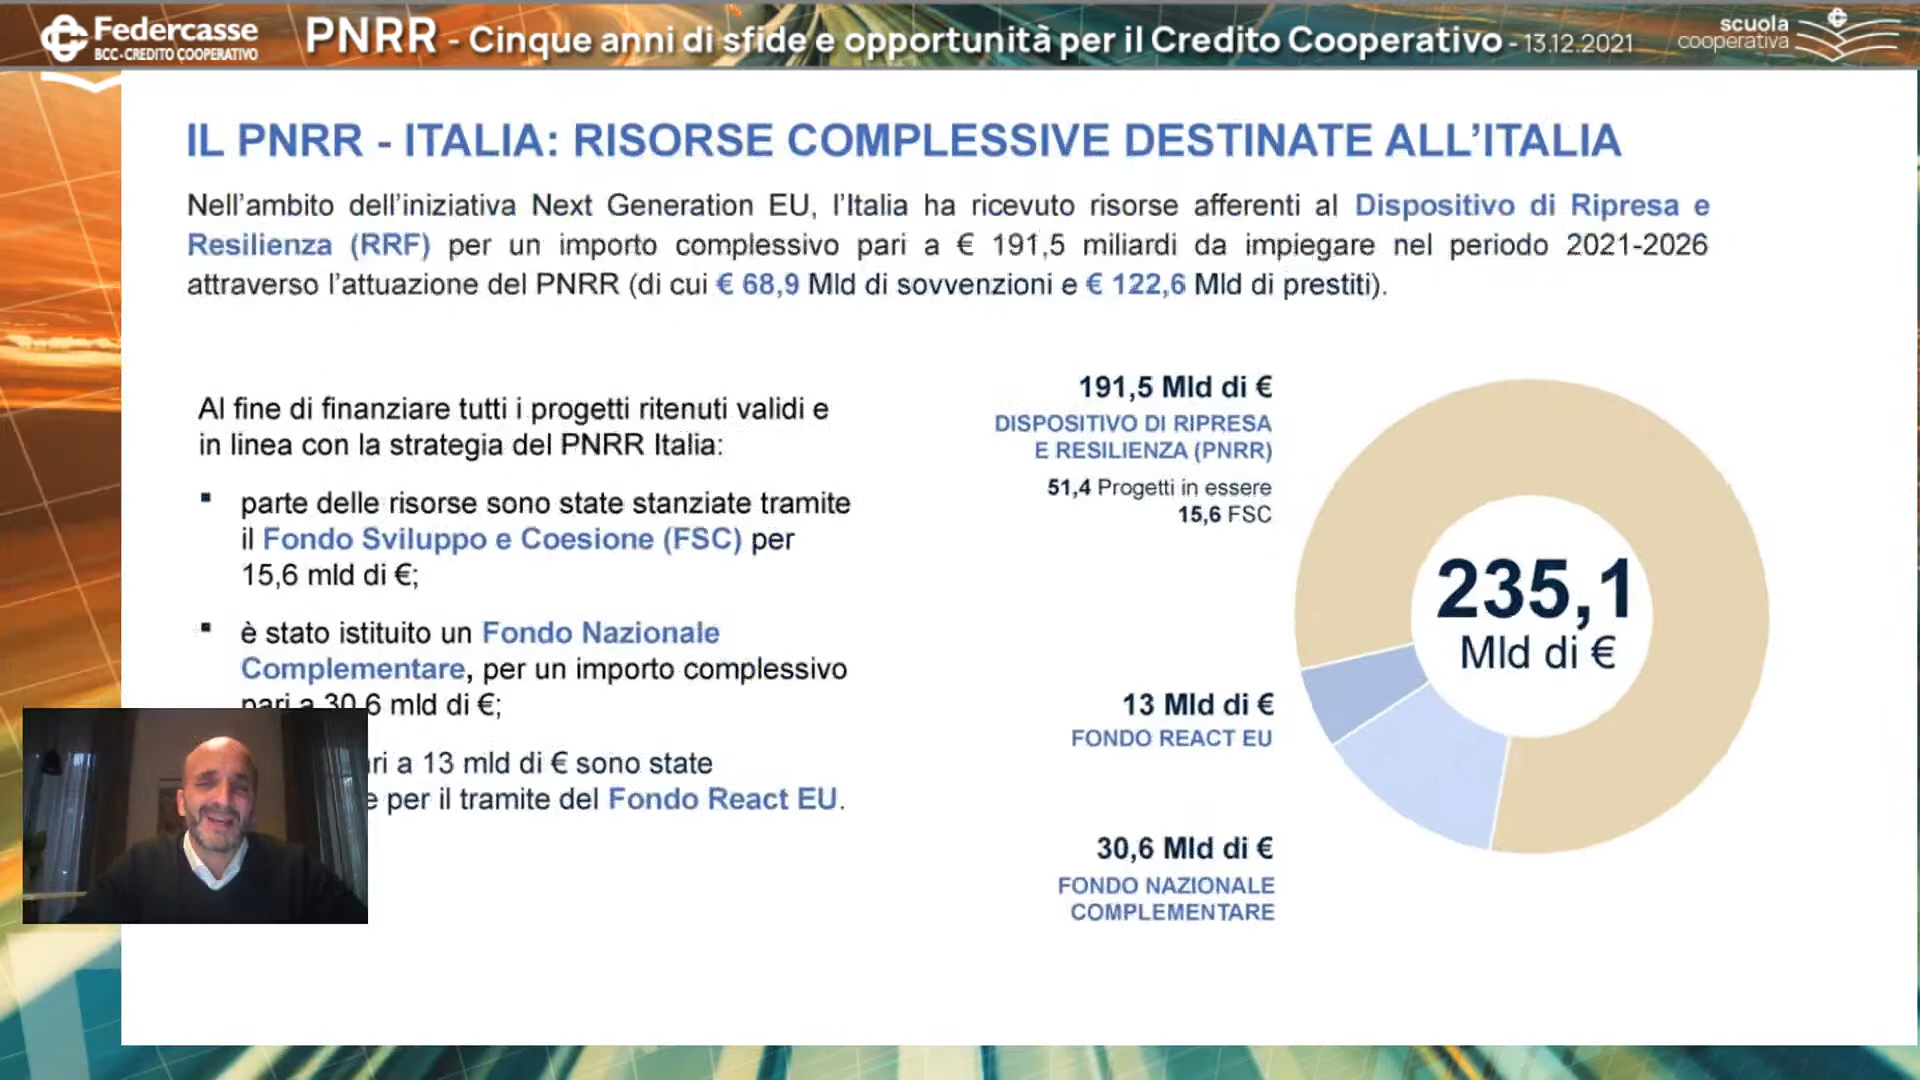 Federcasse
BCC-CREDITO COOPERATIVO
PNRR - Cinque anni di sfide e opportunità per il Credito Cooperativo - 13.12.2021
scuola
cooperativa
IL PNRR - ITALIA: RISORSE COMPLESSIVE DESTINATE ALL’ITALIA
Nell’ambito dell’iniziativa Next Generation EU, l’Italia ha ricevuto risorse afferenti al Dispositivo di Ripresa e
Resilienza (RRF) per un importo complessivo pari a € 191,5 miliardi da impiegare nel periodo 2021-2026
attraverso l’attuazione del PNRR (di cui € 68,9 Mld di sovvenzioni e € 122,6 Mld di prestiti).
Al fine di finanziare tutti i progetti ritenuti validi e
in linea con la strategia del PNRR Italia:
▪ parte delle risorse sono state stanziate tramite
il Fondo Sviluppo e Coesione (FSC) per
15,6 mld di €;
▪ è stato istituito un Fondo Nazionale
Complementare, per un importo complessivo
pari a 30,6 mld di €;
a 13 mld di € sono state
per il tramite del Fondo React EU.
191,5 Mld di €
DISPOSITIVO DI RIPRESA
E RESILIENZA (PNRR)
51,4 Progetti in essere
15,6 FSC
13 Mld di €
FONDO REACT EU
30,6 Mld di €
FONDO NAZIONALE
COMPLEMENTARE
235,1
Mld di €